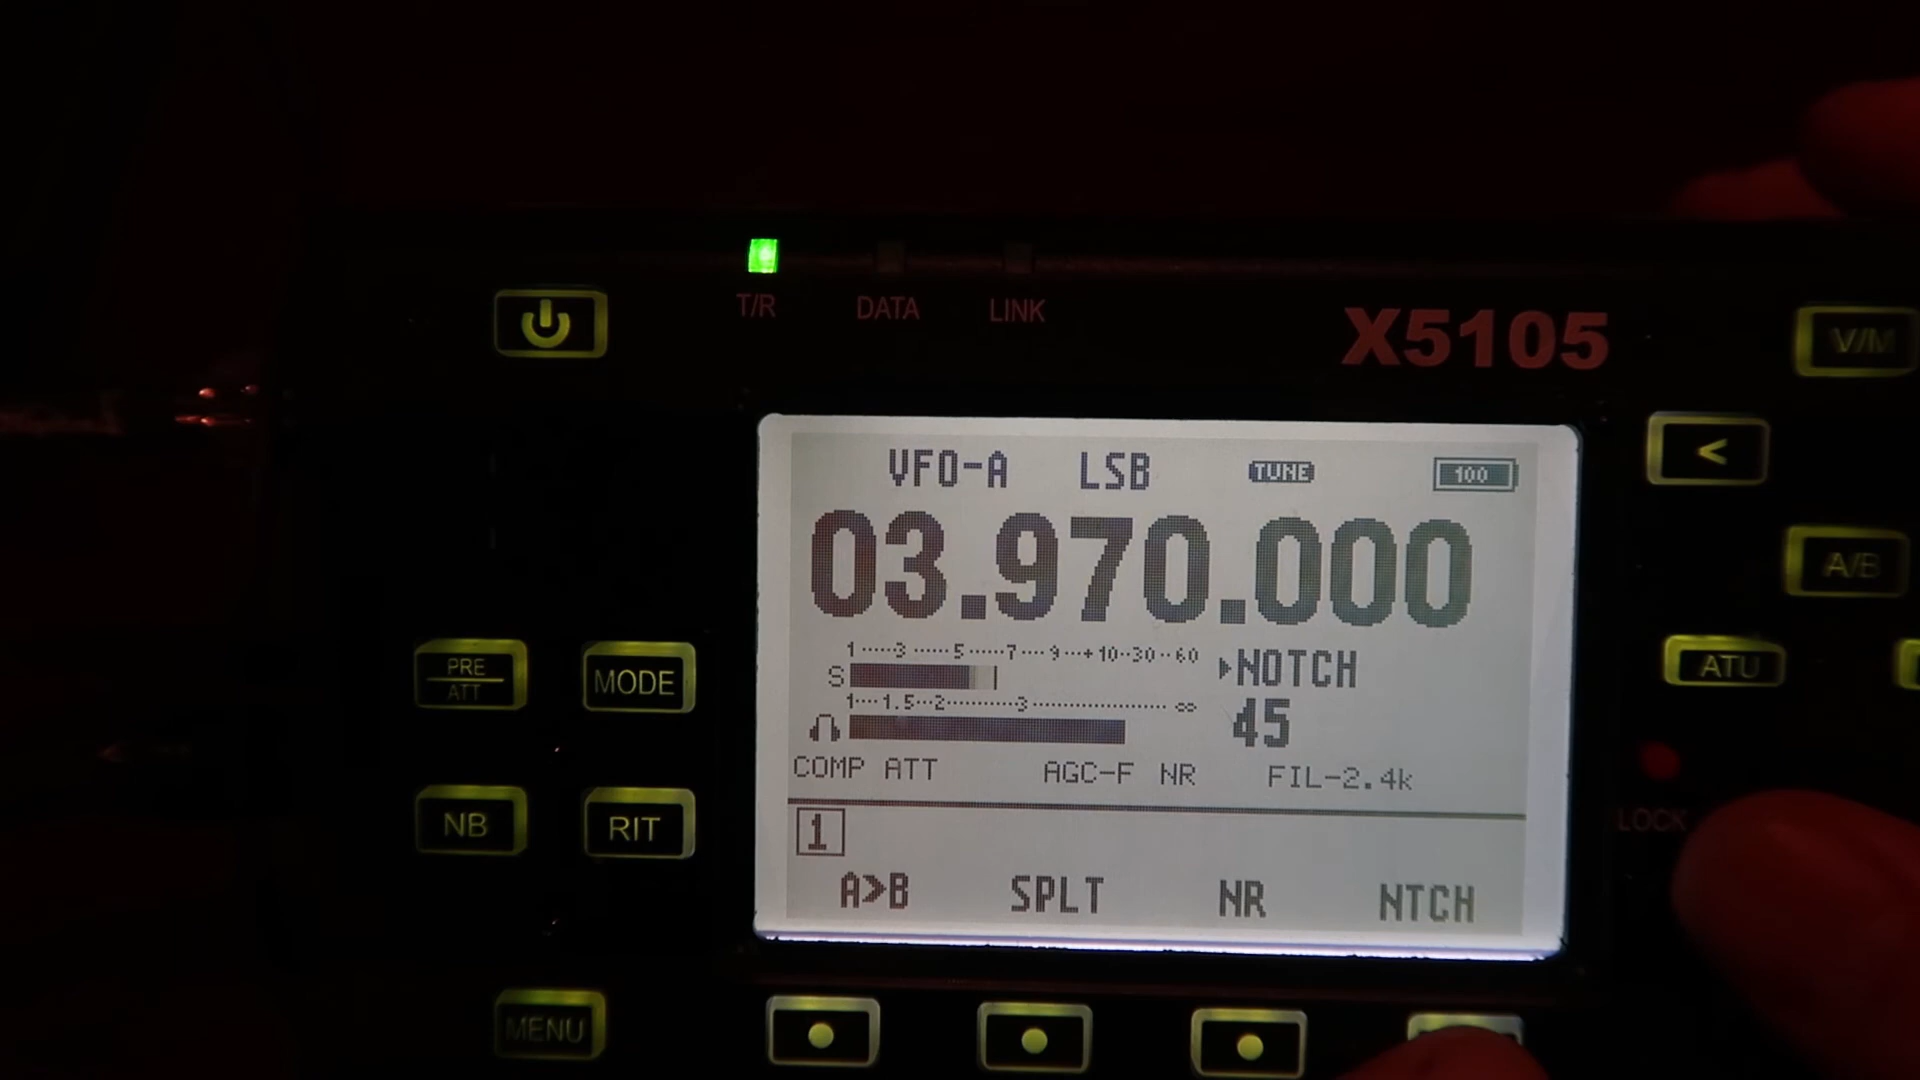 T/R DATA LINK
X5105
V/M
<
VFO-A LSB TUNE 100
03.970.000
A/B
1·····3······5·····7···9··+10··30··60
S
NOTCH
1····1.5··2·········3·················∞
45
PRE
ATT
MODE
ATU
COMP ATT AGC-F NR FIL-2.4k
NB
RIT
LOCK
1
A>B SPLT NR NTCH
MENU